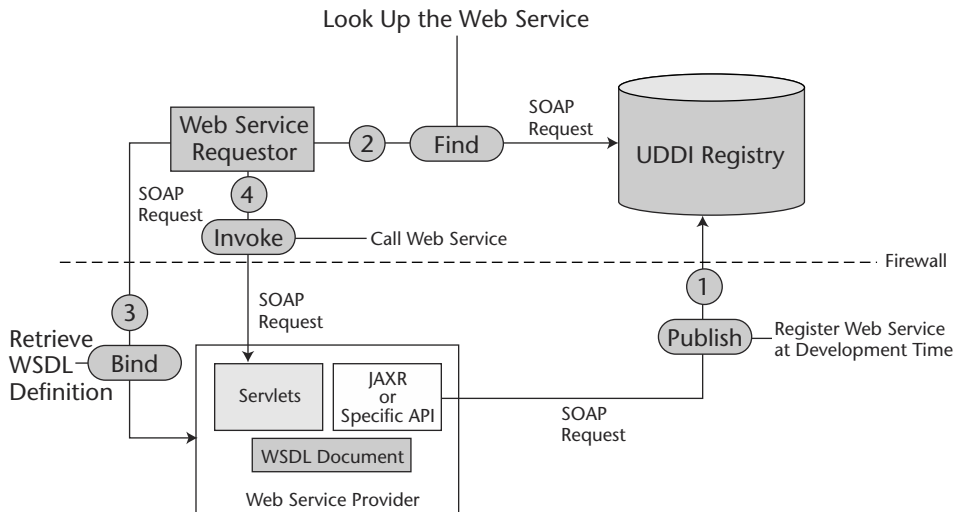 Look Up the Web Service
Web Service
Requestor
2
Find
SOAP
Request
UDDI Registry
SOAP
Request
4
Invoke
Call Web Service
Firewall
3
SOAP
Request
1
Retrieve
WSDL
Definition
Bind
Publish
Register Web Service
at Development Time
Servlets
JAXR
or
Specific API
SOAP
Request
WSDL Document
Web Service Provider